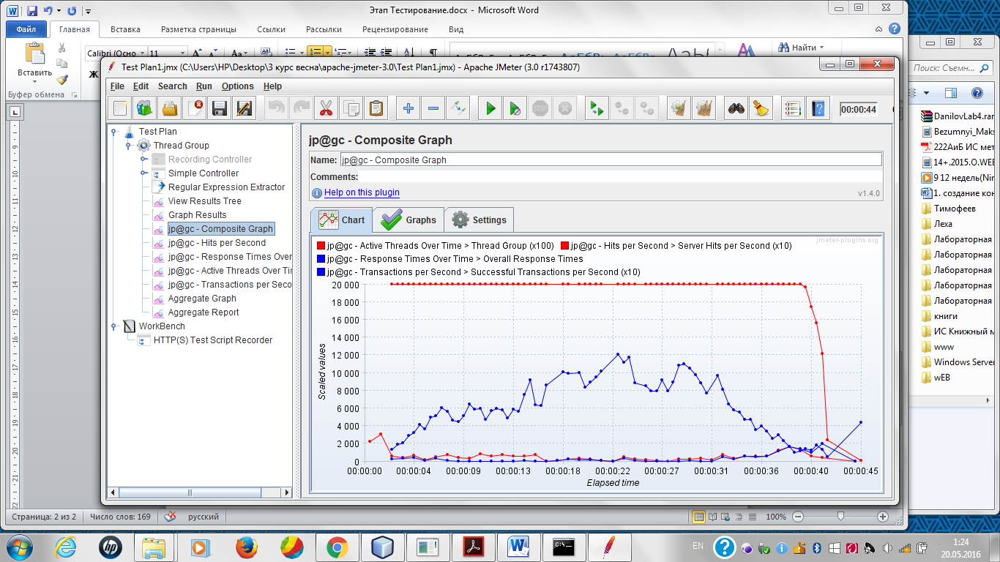 Этап Тестирование.docx - Microsoft Word
Файл Главная Вставка Разметка страницы Ссылки Рассылки Рецензирование Вид
Calibri (Осно 11 Aa
Вставить
Ж
Найти
Буфер обмена
Test Plan1.jmx (C:\Users\HP\Desktop\3 курс весна\apache-jmeter-3.0\Test Plan1.jmx) - Apache JMeter (3.0 r1743807)
File Edit Search Run Options Help
STOP
00:00:44
Test Plan
Thread Group
Recording Controller
Simple Controller
Regular Expression Extractor
View Results Tree
Graph Results
jp@gc - Composite Graph
jp@gc - Hits per Second
jp@gc - Response Times Over
jp@gc - Active Threads Over Ti
jp@gc - Transactions per Seco
Aggregate Graph
Aggregate Report
WorkBench
HTTP(S) Test Script Recorder
jp@gc - Composite Graph
Name: jp@gc - Composite Graph
Comments:
Help on this plugin v1.4.0
Chart Graphs Settings
jmeter-plugins.org
jp@gc - Active Threads Over Time > Thread Group (x100) jp@gc - Hits per Second > Server Hits per Second (x10)
jp@gc - Response Times Over Time > Overall Response Times
jp@gc - Transactions per Second > Successful Transactions per Second (x10)
20 000
18 000
16 000
14 000
12 000
10 000
8 000
6 000
4 000
2 000
0
Scaled values
00:00:00 00:00:04 00:00:09 00:00:13 00:00:18 00:00:22 00:00:27 00:00:31 00:00:36 00:00:40 00:00:45
Elapsed time
Поиск: Съемн...
DanilovLab4.rar
Bezumnyi_Maks
222АиБ ИС мет
14+.2015.O.WEB
9 12 недель(Nin
1. создание кон
Тимофеев
Леха
Лабораторная
Лабораторная
Лабораторная
Лабораторная
Лабораторная
книги
ИС Книжный м
www
Windows Server
wEB
Страница: 2 из 2 Число слов: 169 русский 100%
EN 1:24
20.05.2016